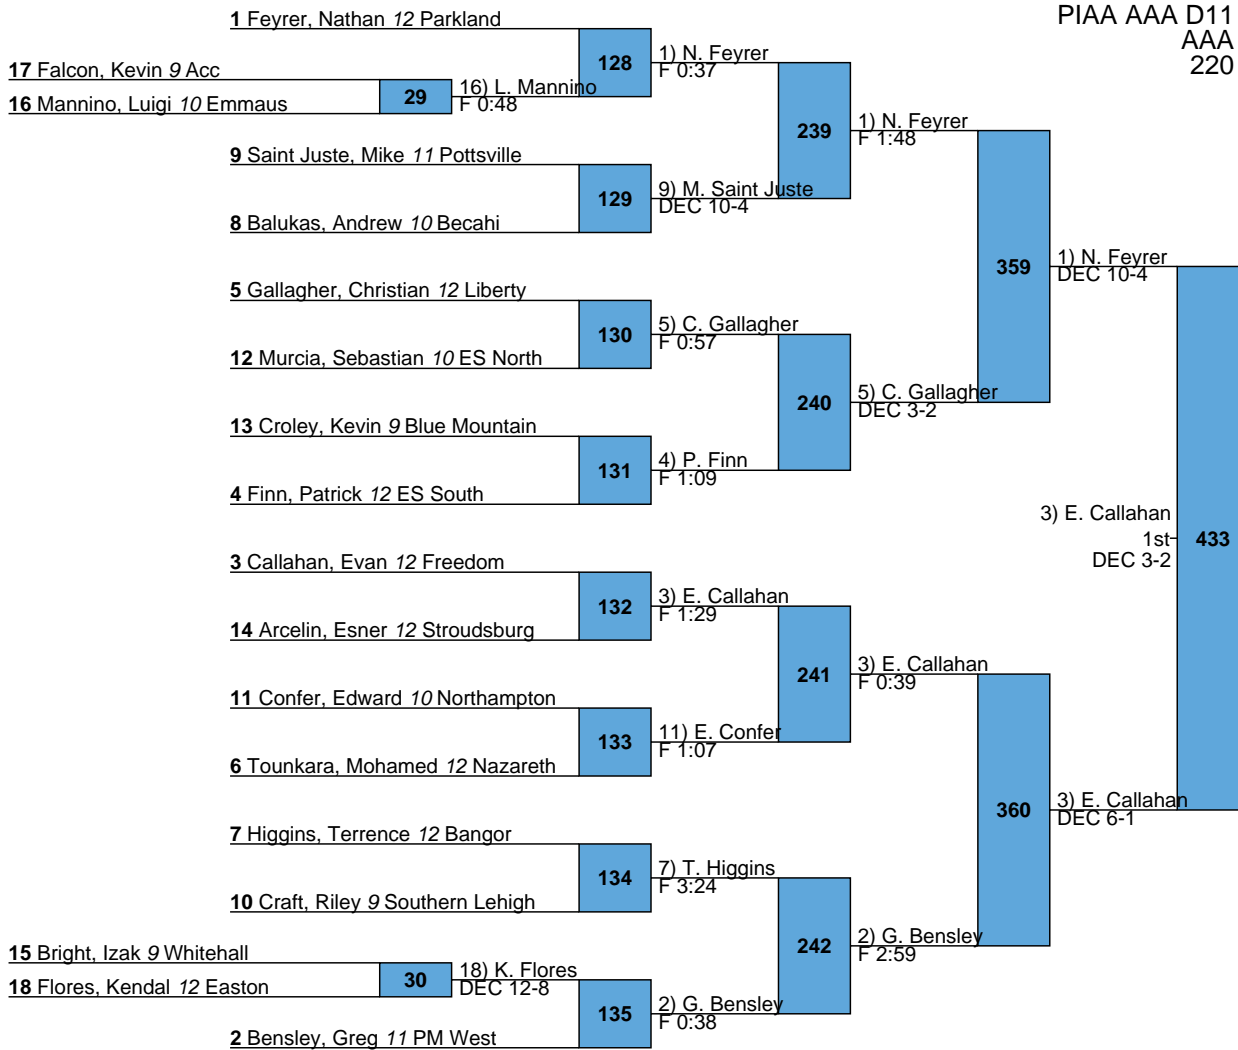 PIAA AAA D11
AAA
220
1 Feyrer, Nathan 12 Parkland
17 Falcon, Kevin 9 Acc
16 Mannino, Luigi 10 Emmaus
29
16) L. Mannino
F 0:48
128
1) N. Feyrer
F 0:37
9 Saint Juste, Mike 11 Pottsville
8 Balukas, Andrew 10 Becahi
129
9) M. Saint Juste
DEC 10-4
239
1) N. Feyrer
F 1:48
5 Gallagher, Christian 12 Liberty
12 Murcia, Sebastian 10 ES North
130
5) C. Gallagher
F 0:57
13 Croley, Kevin 9 Blue Mountain
4 Finn, Patrick 12 ES South
131
4) P. Finn
F 1:09
240
5) C. Gallagher
DEC 3-2
359
1) N. Feyrer
DEC 10-4
3 Callahan, Evan 12 Freedom
14 Arcelin, Esner 12 Stroudsburg
132
3) E. Callahan
F 1:29
11 Confer, Edward 10 Northampton
6 Tounkara, Mohamed 12 Nazareth
133
11) E. Confer
F 1:07
241
3) E. Callahan
F 0:39
7 Higgins, Terrence 12 Bangor
10 Craft, Riley 9 Southern Lehigh
134
7) T. Higgins
F 3:24
15 Bright, Izak 9 Whitehall
18 Flores, Kendal 12 Easton
30
18) K. Flores
DEC 12-8
2 Bensley, Greg 11 PM West
135
2) G. Bensley
F 0:38
242
2) G. Bensley
F 2:59
360
3) E. Callahan
DEC 6-1
433
3) E. Callahan
1st
DEC 3-2